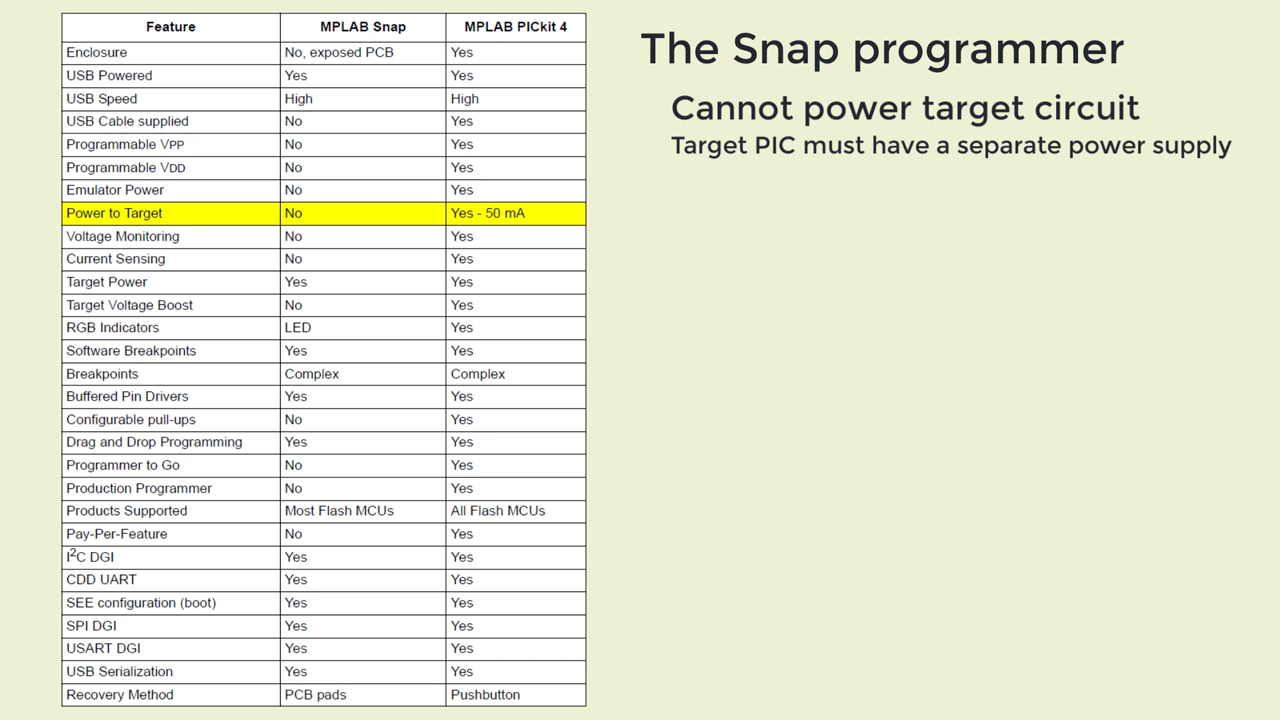 Feature MPLAB Snap MPLAB PICkit 4
Enclosure No, exposed PCB Yes
USB Powered Yes Yes
USB Speed High High
USB Cable supplied No Yes
Programmable VPP No Yes
Programmable VDD No Yes
Emulator Power No Yes
Power to Target No Yes - 50 mA
Voltage Monitoring No Yes
Current Sensing No Yes
Target Power Yes Yes
Target Voltage Boost No Yes
RGB Indicators LED Yes
Software Breakpoints Yes Yes
Breakpoints Complex Complex
Buffered Pin Drivers Yes Yes
Configurable pull-ups No Yes
Drag and Drop Programming Yes Yes
Programmer to Go No Yes
Production Programmer No Yes
Products Supported Most Flash MCUs All Flash MCUs
Pay-Per-Feature No Yes
I2C DGI Yes Yes
CDD UART Yes Yes
SEE configuration (boot) Yes Yes
SPI DGI Yes Yes
USART DGI Yes Yes
USB Serialization Yes Yes
Recovery Method PCB pads Pushbutton
The Snap programmer
Cannot power target circuit
Target PIC must have a separate power supply